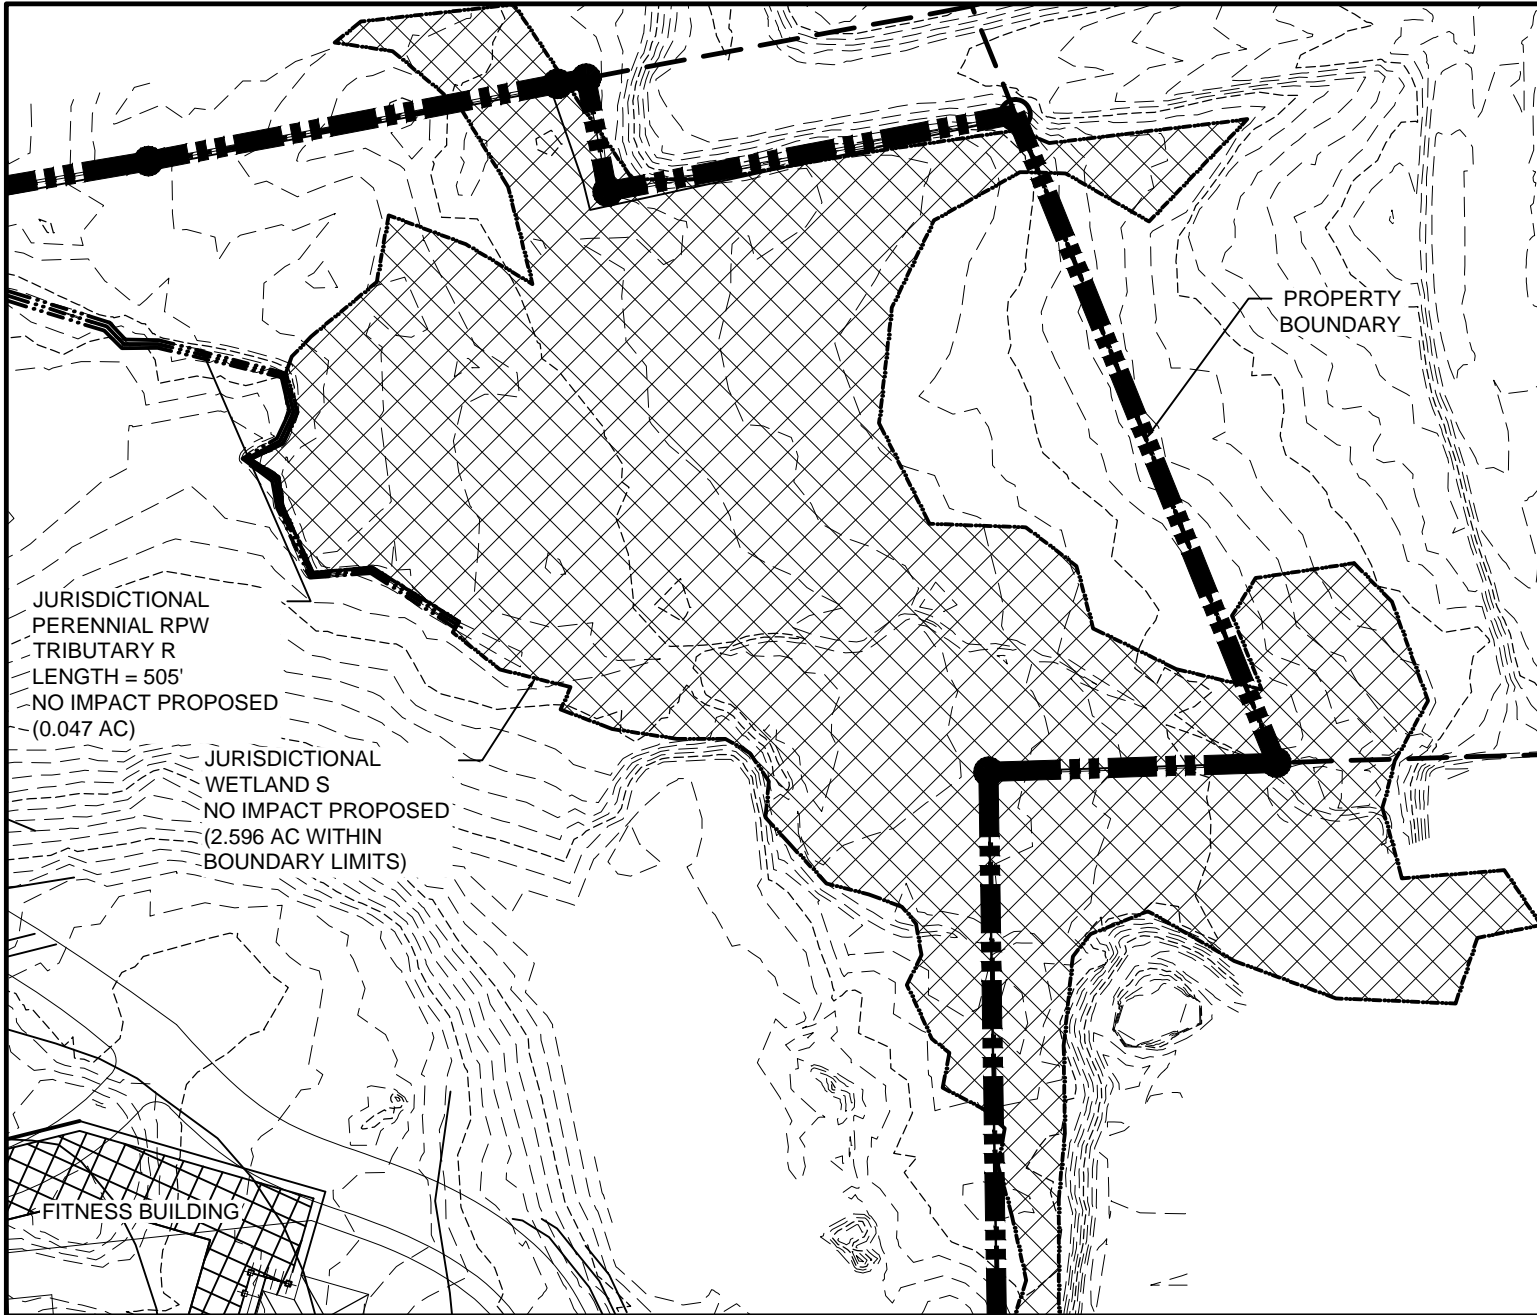 PROPERTY
BOUNDARY
JURISDICTIONAL
PERENNIAL RPW
TRIBUTARY R
LENGTH = 505'
NO IMPACT PROPOSED
(0.047 AC)
JURISDICTIONAL
WETLAND S
NO IMPACT PROPOSED
(2.596 AC WITHIN
BOUNDARY LIMITS)
FITNESS BUILDING